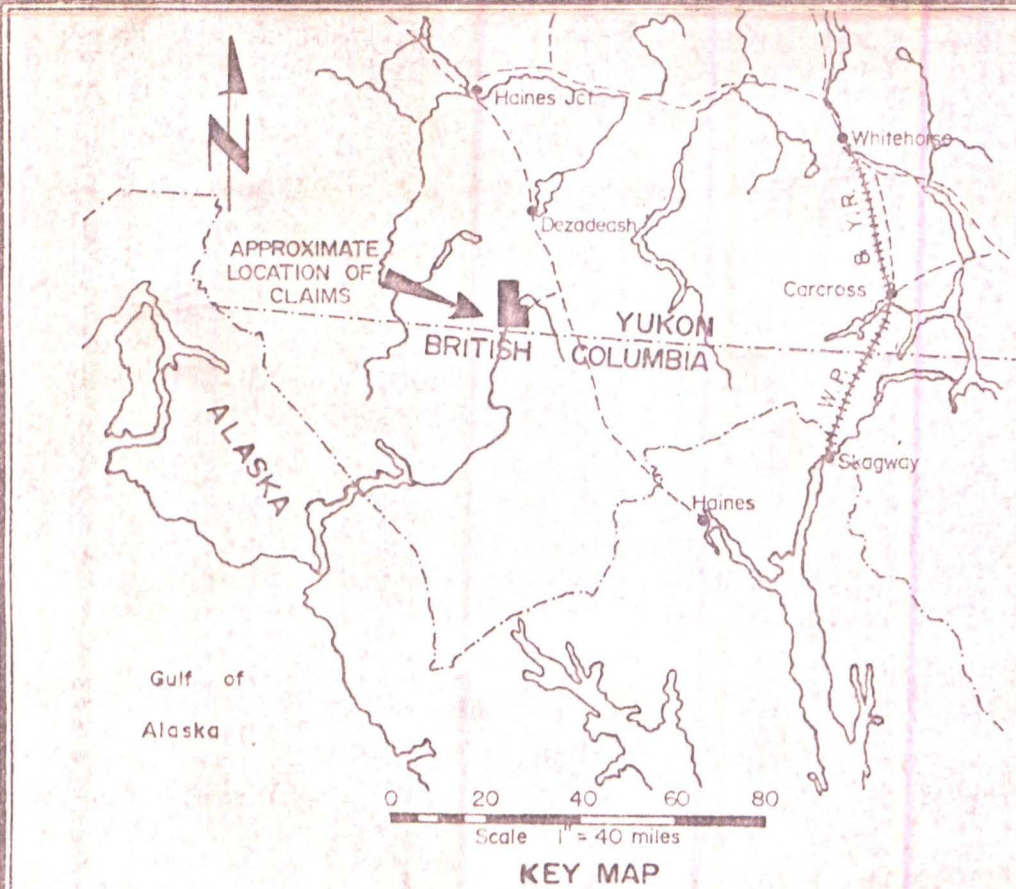 N
Haines Jct.
Whitehorse
Dezadeash
APPROXIMATE
LOCATION OF
CLAIMS
W. P. & Y. R.
Carcross
YUKON
BRITISH COLUMBIA
ALASKA
Skagway
Haines
Gulf of
Alaska
0 20 40 60 80
Scale 1" = 40 miles
KEY MAP